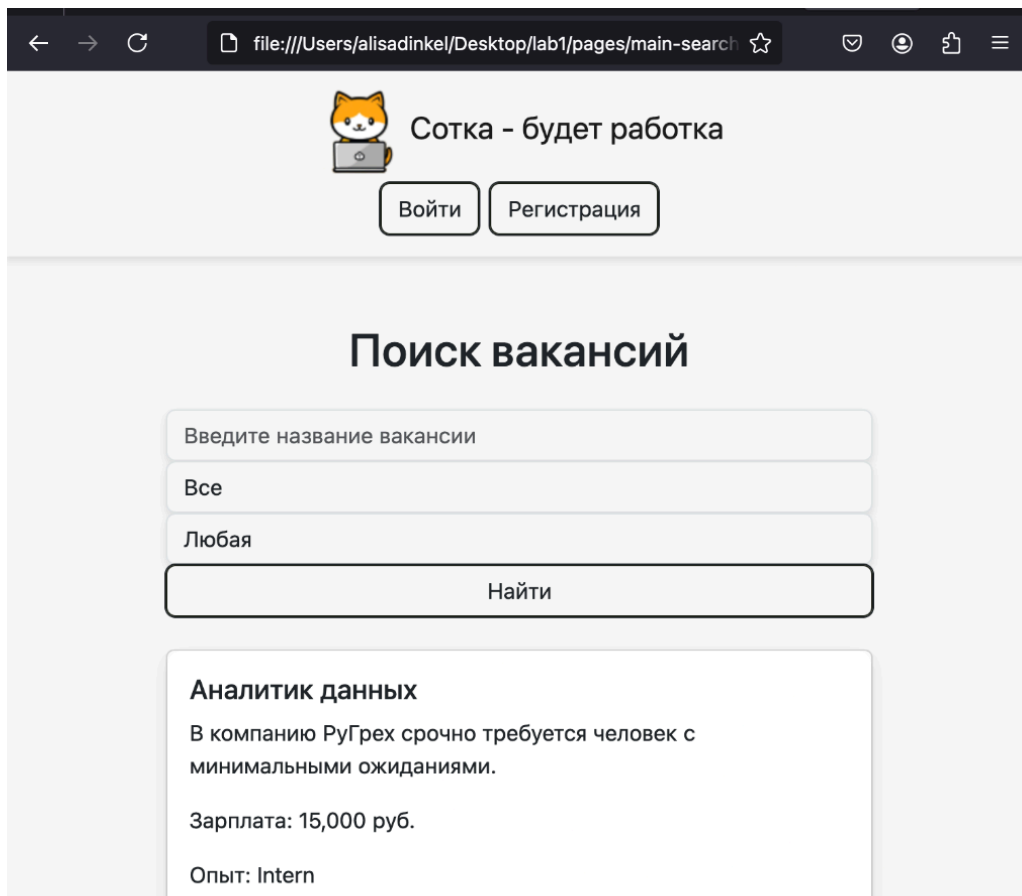 file:///Users/alisadinkel/Desktop/lab1/pages/main-search
Сотка - будет работка
Войти Регистрация
Поиск вакансий
Введите название вакансии
Все
Любая
Найти
Аналитик данных
В компанию РуГрех срочно требуется человек с
минимальными ожиданиями.
Зарплата: 15,000 руб.
Опыт: Intern